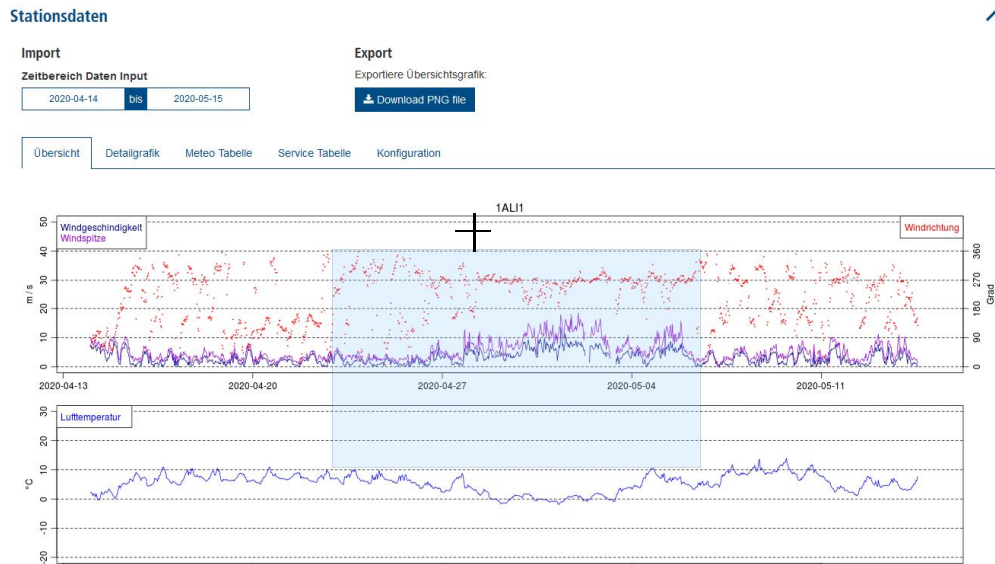 Stationsdaten
Import
Export
Zeitbereich Daten Input
Exportiere Übersichtsgrafik:
2020-04-14 bis 2020-05-15
Download PNG file
Übersicht Detailgrafik Meteo Tabelle Service Tabelle Konfiguration
1ALI1
Windgeschindigkeit
Windspitze
Windrichtung
50
40
30
20
10
0
m / s
360
270
180
90
0
Grad
2020-04-13 2020-04-20 2020-04-27 2020-05-04 2020-05-11
Lufttemperatur
30
20
10
0
-10
-20
°C